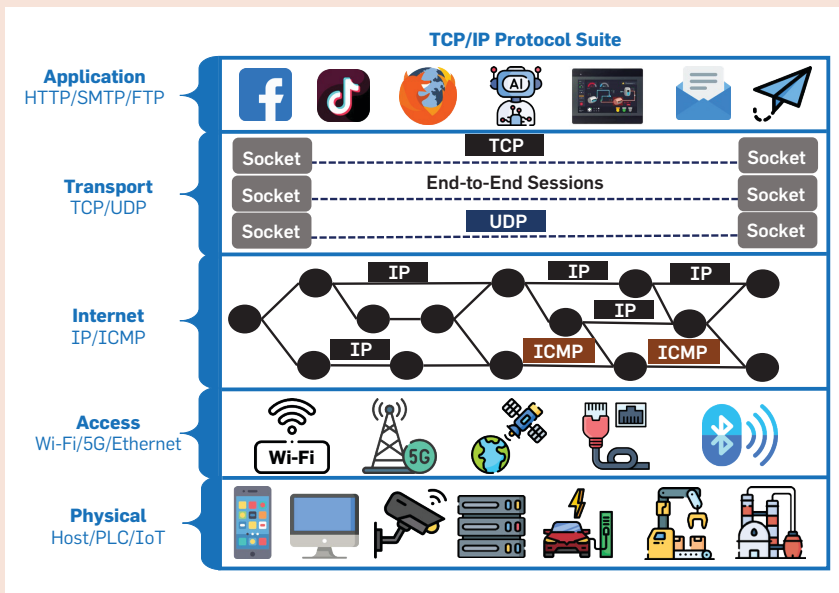 TCP/IP Protocol Suite
Application
HTTP/SMTP/FTP
AI
Transport
TCP/UDP
Socket TCP Socket
End-to-End Sessions
Socket Socket
Socket UDP Socket
Internet
IP/ICMP
IP IP IP
IP
IP ICMP ICMP
Access
Wi-Fi/5G/Ethernet
Wi-Fi
5G
Physical
Host/PLC/IoT